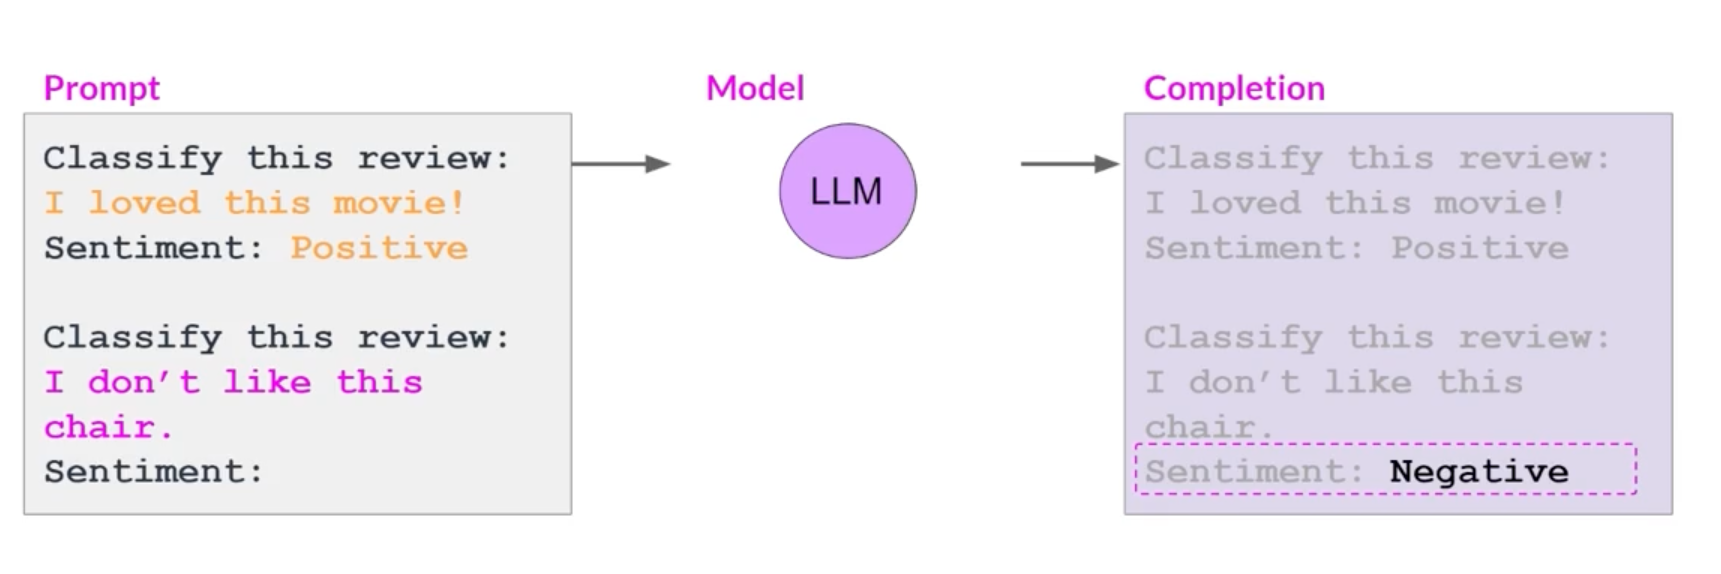 Prompt
Classify this review:
I loved this movie!
Sentiment: Positive
Classify this review:
I don't like this
chair.
Sentiment:
Model
LLM
Completion
Classify this review:
I loved this movie!
Sentiment: Positive
Classify this review:
I don't like this
chair.
Sentiment: Negative